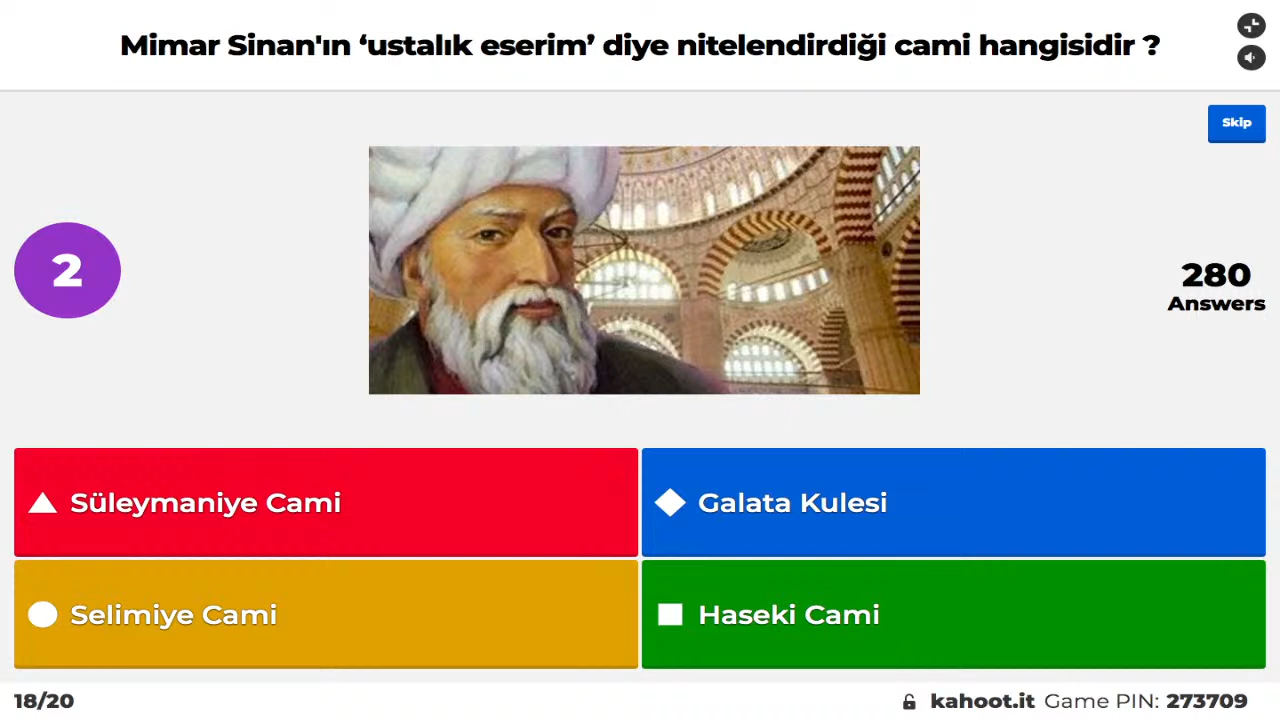 Mimar Sinan'ın ‘ustalık eserim’ diye nitelendirdiği cami hangisidir ?
Skip
2
280
Answers
Süleymaniye Cami
Galata Kulesi
Selimiye Cami
Haseki Cami
18/20
kahoot.it Game PIN: 273709